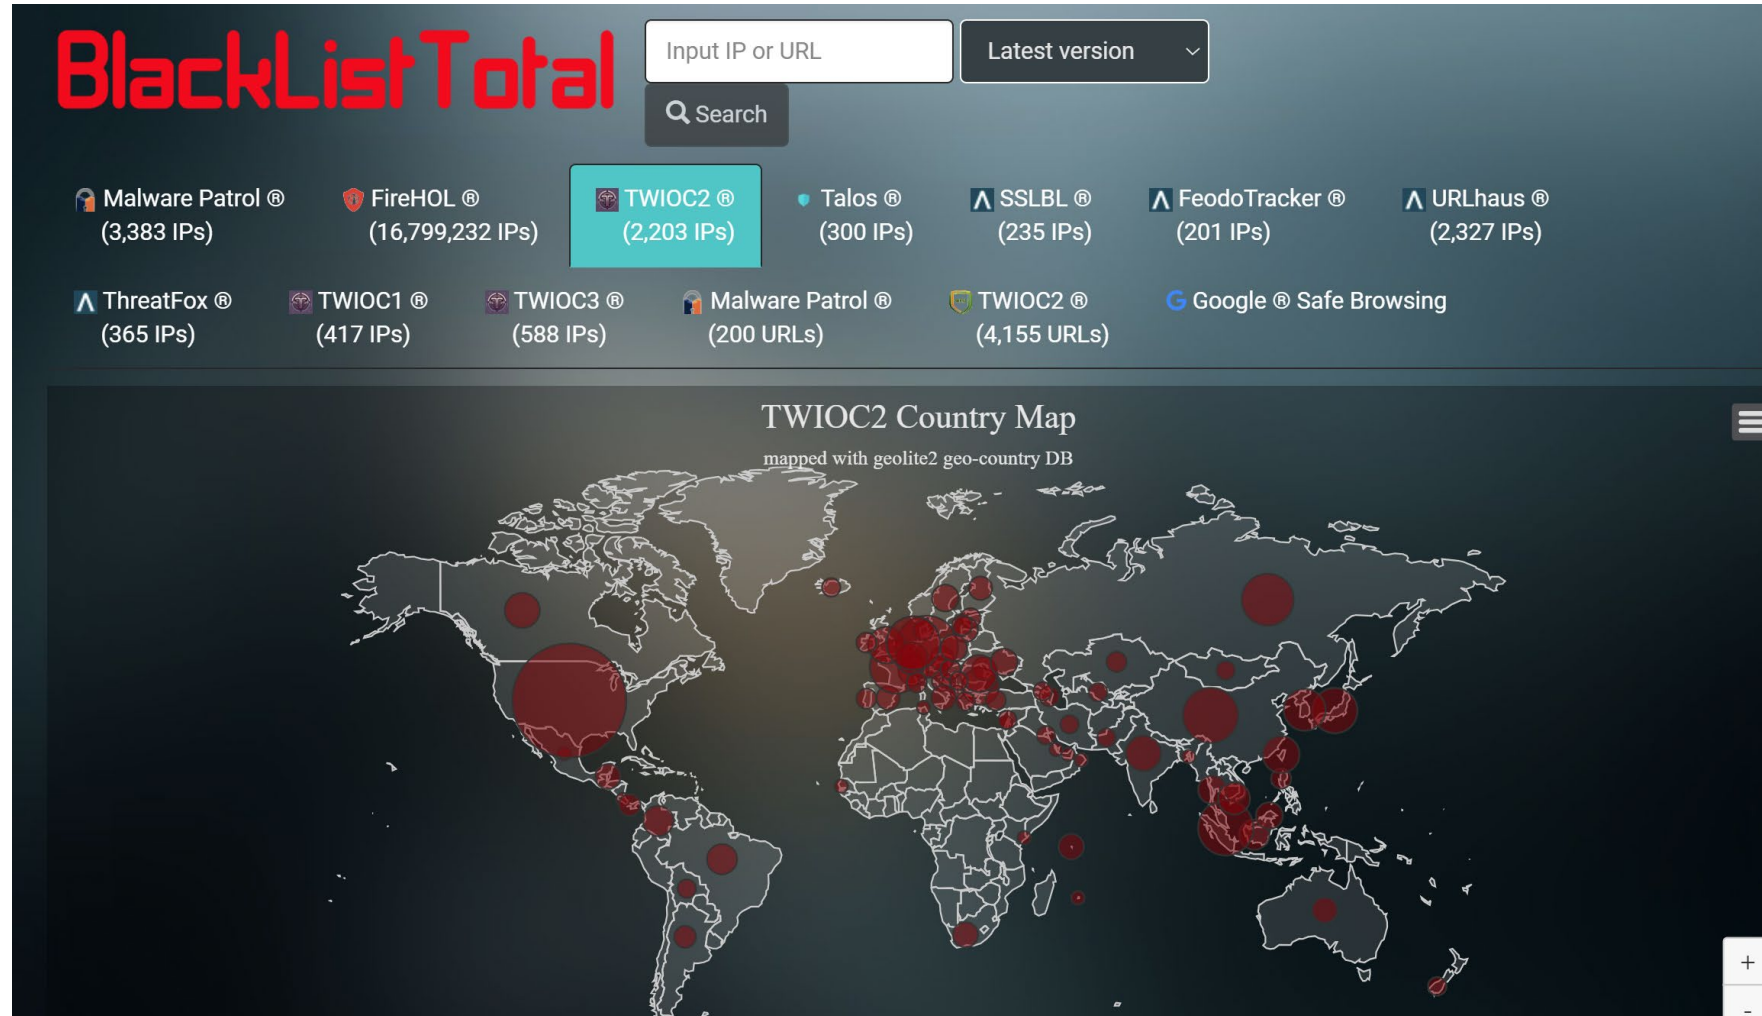 BlackListTotal
Input IP or URL
Latest version
Search
Malware Patrol ®
(3,383 IPs)
FireHOL ®
(16,799,232 IPs)
TWIOC2 ®
(2,203 IPs)
Talos ®
(300 IPs)
SSLBL ®
(235 IPs)
FeodoTracker ®
(201 IPs)
URLhaus ®
(2,327 IPs)
ThreatFox ®
(365 IPs)
TWIOC1 ®
(417 IPs)
TWIOC3 ®
(588 IPs)
Malware Patrol ®
(200 URLs)
TWIOC2 ®
(4,155 URLs)
Google ® Safe Browsing
TWIOC2 Country Map
mapped with geolite2 geo-country DB
+
-